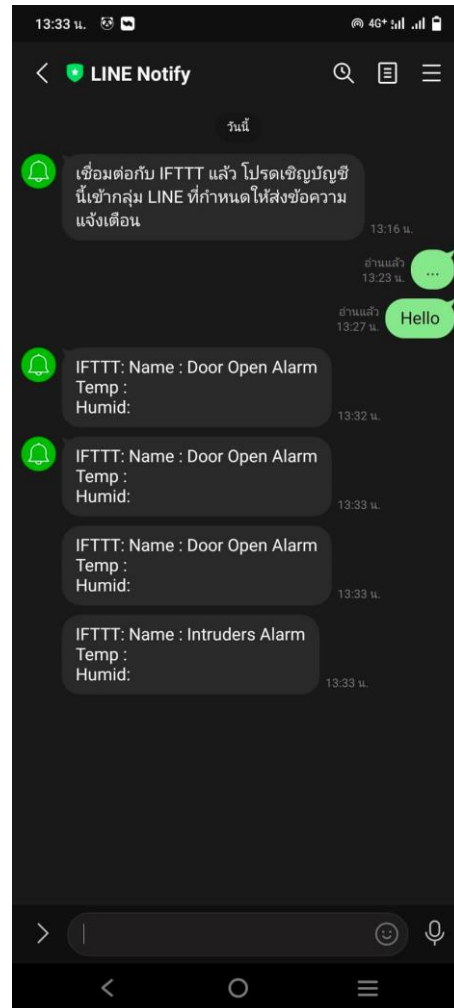 13:33 น.
4G+
LINE Notify
วันนี้
เชื่อมต่อกับ IFTTT แล้ว โปรดเชิญบัญชี
นี้เข้ากลุ่ม LINE ที่กำหนดให้ส่งข้อความ
แจ้งเตือน
13:16 น.
อ่านแล้ว
13:23 น.
...
อ่านแล้ว
13:27 น.
Hello
IFTTT: Name : Door Open Alarm
Temp :
Humid:
13:32 น.
IFTTT: Name : Door Open Alarm
Temp :
Humid:
13:33 น.
IFTTT: Name : Door Open Alarm
Temp :
Humid:
13:33 น.
IFTTT: Name : Intruders Alarm
Temp :
Humid:
13:33 น.